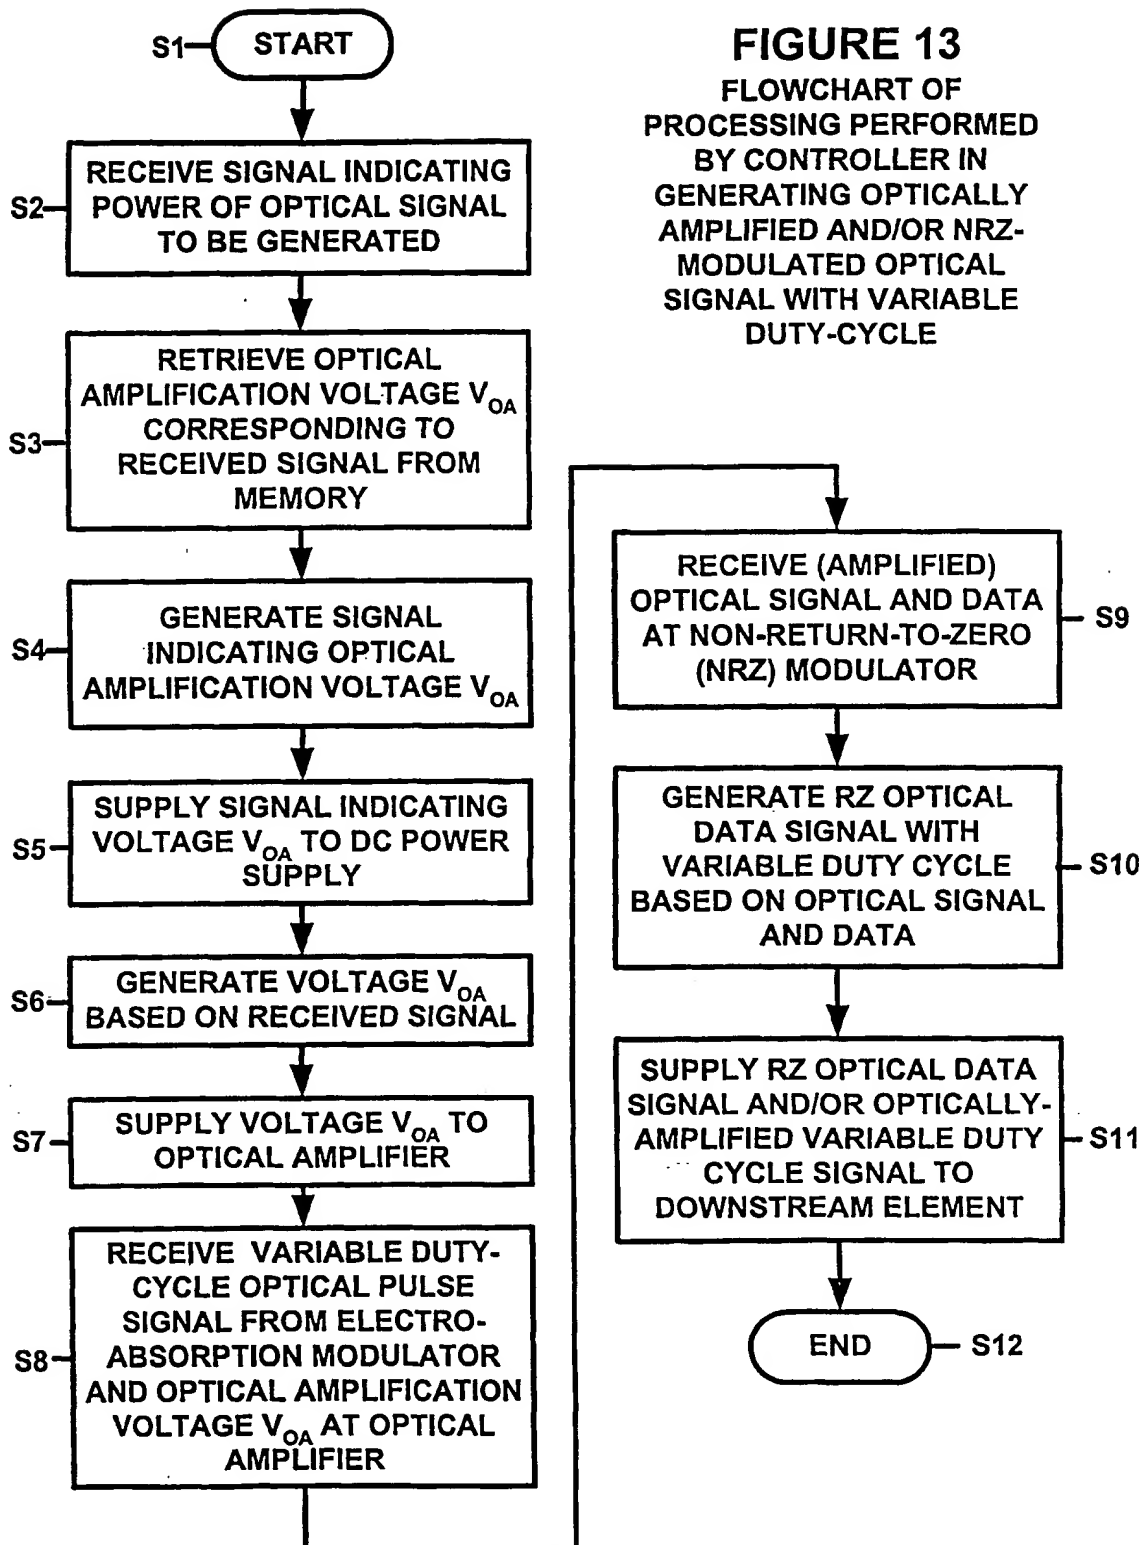 S1
START
S2
RECEIVE SIGNAL INDICATING
POWER OF OPTICAL SIGNAL
TO BE GENERATED
S3
RETRIEVE OPTICAL
AMPLIFICATION VOLTAGE VOA
CORRESPONDING TO
RECEIVED SIGNAL FROM
MEMORY
S4
GENERATE SIGNAL
INDICATING OPTICAL
AMPLIFICATION VOLTAGE VOA
S5
SUPPLY SIGNAL INDICATING
VOLTAGE VOA TO DC POWER
SUPPLY
S6
GENERATE VOLTAGE VOA
BASED ON RECEIVED SIGNAL
S7
SUPPLY VOLTAGE VOA TO
OPTICAL AMPLIFIER
S8
RECEIVE VARIABLE DUTY-
CYCLE OPTICAL PULSE
SIGNAL FROM ELECTRO-
ABSORPTION MODULATOR
AND OPTICAL AMPLIFICATION
VOLTAGE VOA AT OPTICAL
AMPLIFIER
FIGURE 13
FLOWCHART OF
PROCESSING PERFORMED
BY CONTROLLER IN
GENERATING OPTICALLY
AMPLIFIED AND/OR NRZ-
MODULATED OPTICAL
SIGNAL WITH VARIABLE
DUTY-CYCLE
RECEIVE (AMPLIFIED)
OPTICAL SIGNAL AND DATA
AT NON-RETURN-TO-ZERO
(NRZ) MODULATOR
S9
GENERATE RZ OPTICAL
DATA SIGNAL WITH
VARIABLE DUTY CYCLE
BASED ON OPTICAL SIGNAL
AND DATA
S10
SUPPLY RZ OPTICAL DATA
SIGNAL AND/OR OPTICALLY-
AMPLIFIED VARIABLE DUTY
CYCLE SIGNAL TO
DOWNSTREAM ELEMENT
S11
END
S12